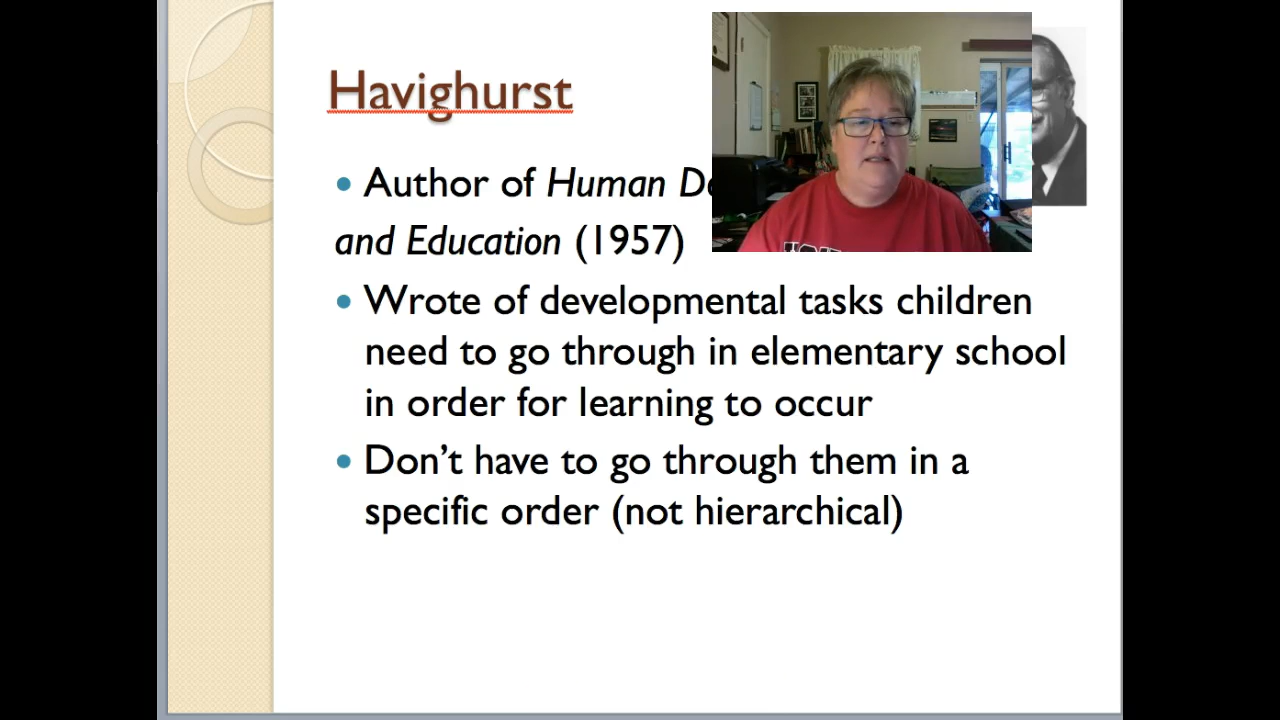 Havighurst
• Author of Human
and Education (1957)
• Wrote of developmental tasks children
need to go through in elementary school
in order for learning to occur
• Don’t have to go through them in a
specific order (not hierarchical)